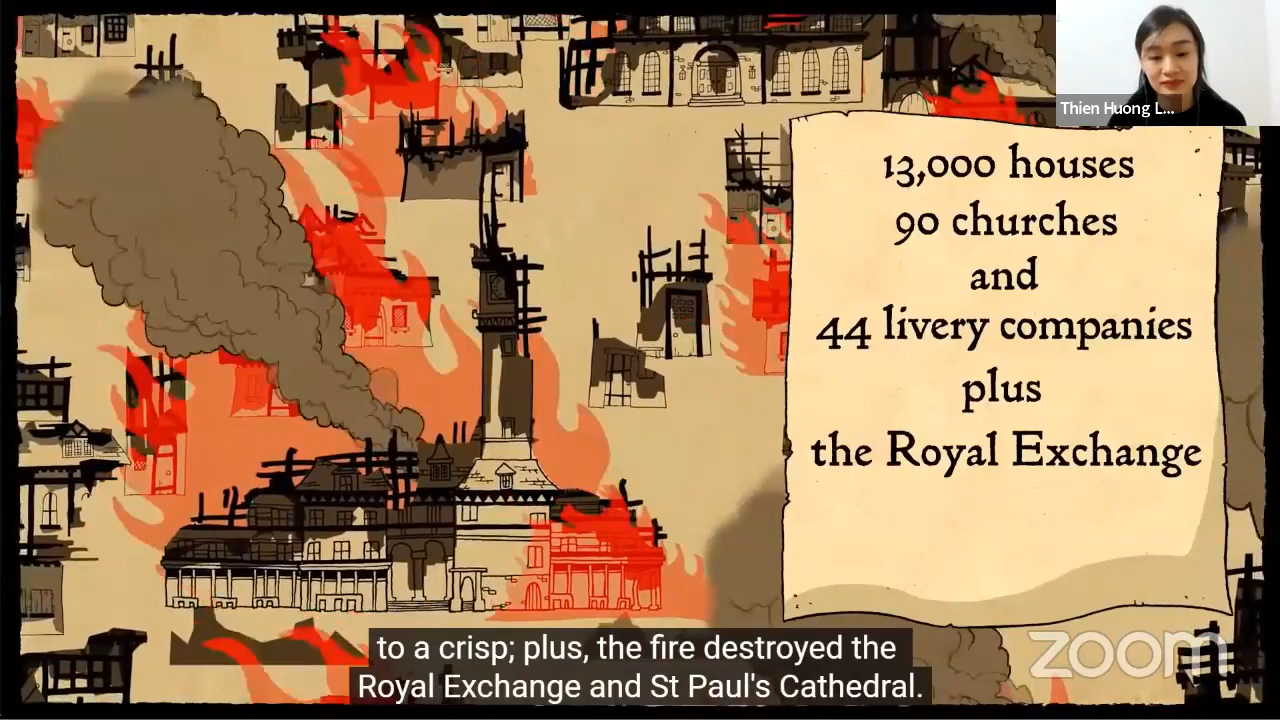 Thien Huong L...
13,000 houses
90 churches
and
44 livery companies
plus
the Royal Exchange
to a crisp; plus, the fire destroyed the
Royal Exchange and St Paul's Cathedral.
zoom